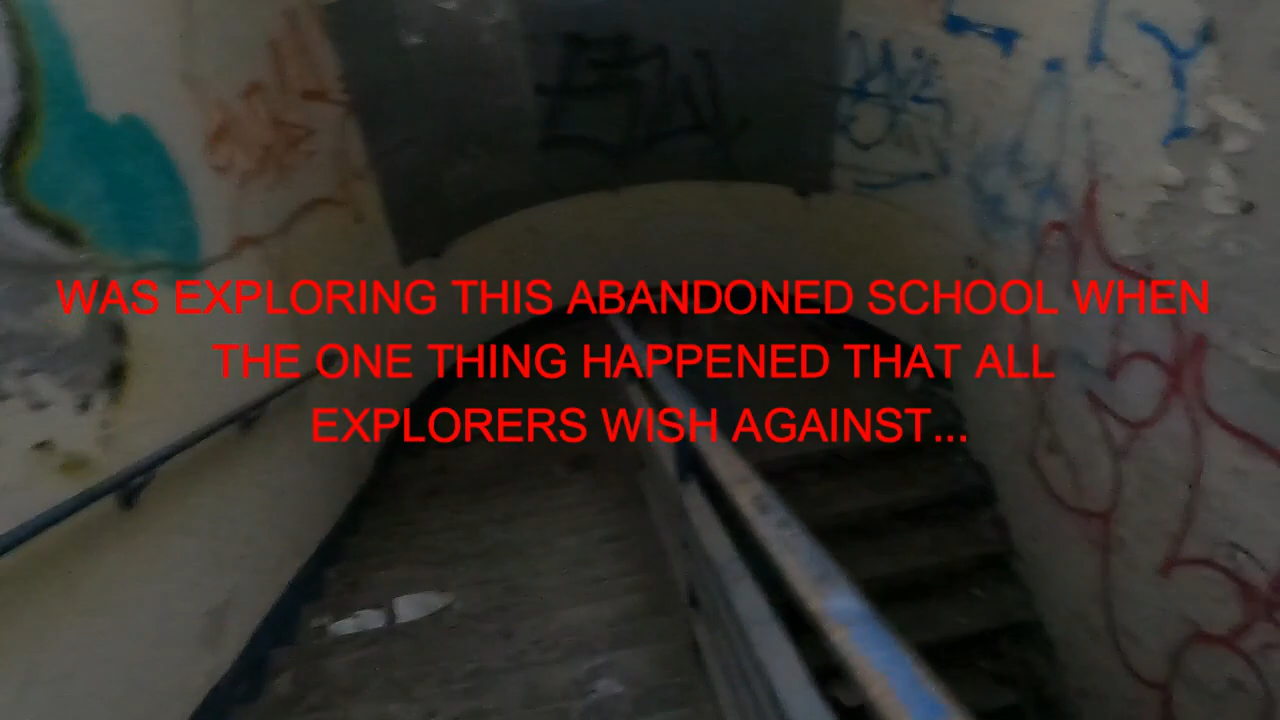 WAS EXPLORING THIS ABANDONED SCHOOL WHEN
THE ONE THING HAPPENED THAT ALL
EXPLORERS WISH AGAINST...